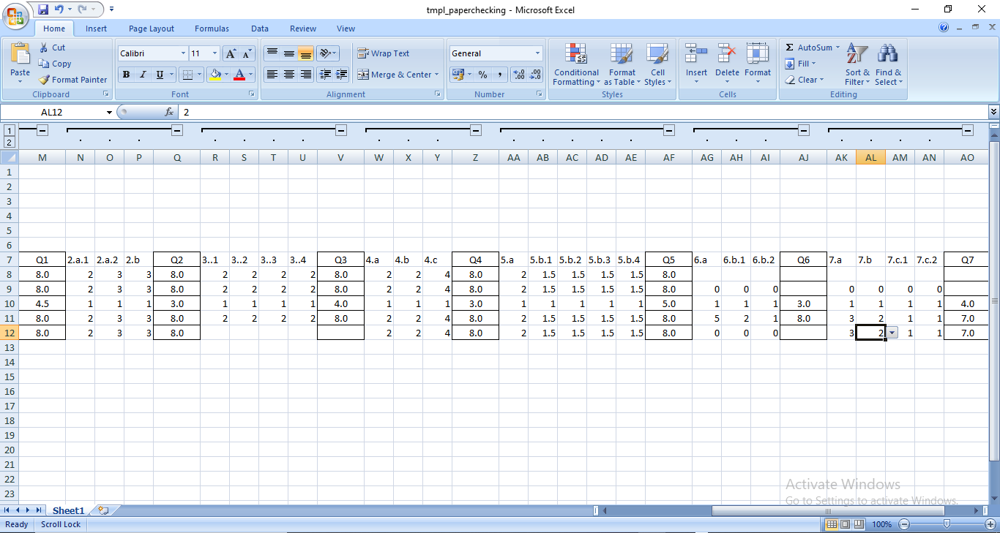 tmpl_paperchecking - Microsoft Excel
Home Insert Page Layout Formulas Data Review View
Paste Cut Copy Format Painter Clipboard
Calibri 11 B I U A A A Font
Wrap Text Merge & Center Alignment
General % , .00 Number
Conditional Formatting Format as Table Cell Styles Styles
Insert Delete Format Cells
Σ AutoSum Fill Clear Sort & Filter Find & Select Editing
AL12 fx 2
1
2
M N O P Q R S T U V W X Y Z AA AB AC AD AE AF AG AH AI AJ AK AL AM AN AO
1
2
3
4
5
6
7 Q1 2.a.1 2.a.2 2.b Q2 3..1 3..2 3..3 3..4 Q3 4.a 4.b 4.c Q4 5.a 5.b.1 5.b.2 5.b.3 5.b.4 Q5 6.a 6.b.1 6.b.2 Q6 7.a 7.b 7.c.1 7.c.2 Q7
8 8.0 2 3 3 8.0 2 2 2 2 8.0 2 2 4 8.0 2 1.5 1.5 1.5 1.5 8.0
9 8.0 2 3 3 8.0 2 2 2 2 8.0 2 2 4 8.0 2 1.5 1.5 1.5 1.5 8.0 0 0 0 0 0 0 0
10 4.5 1 1 1 3.0 1 1 1 1 4.0 1 1 1 3.0 1 1 1 1 1 5.0 1 1 1 3.0 1 1 1 1 4.0
11 8.0 2 3 3 8.0 2 2 2 2 8.0 2 2 4 8.0 2 1.5 1.5 1.5 1.5 8.0 5 2 1 8.0 3 2 1 1 7.0
12 8.0 2 3 3 8.0 2 2 4 8.0 2 1.5 1.5 1.5 1.5 8.0 0 0 0 3 2 1 1 7.0
13
14
15
16
17
18
19
20
21
22
23
Activate Windows
Go to Settings to activate Windows.
Sheet1
Ready Scroll Lock 100%